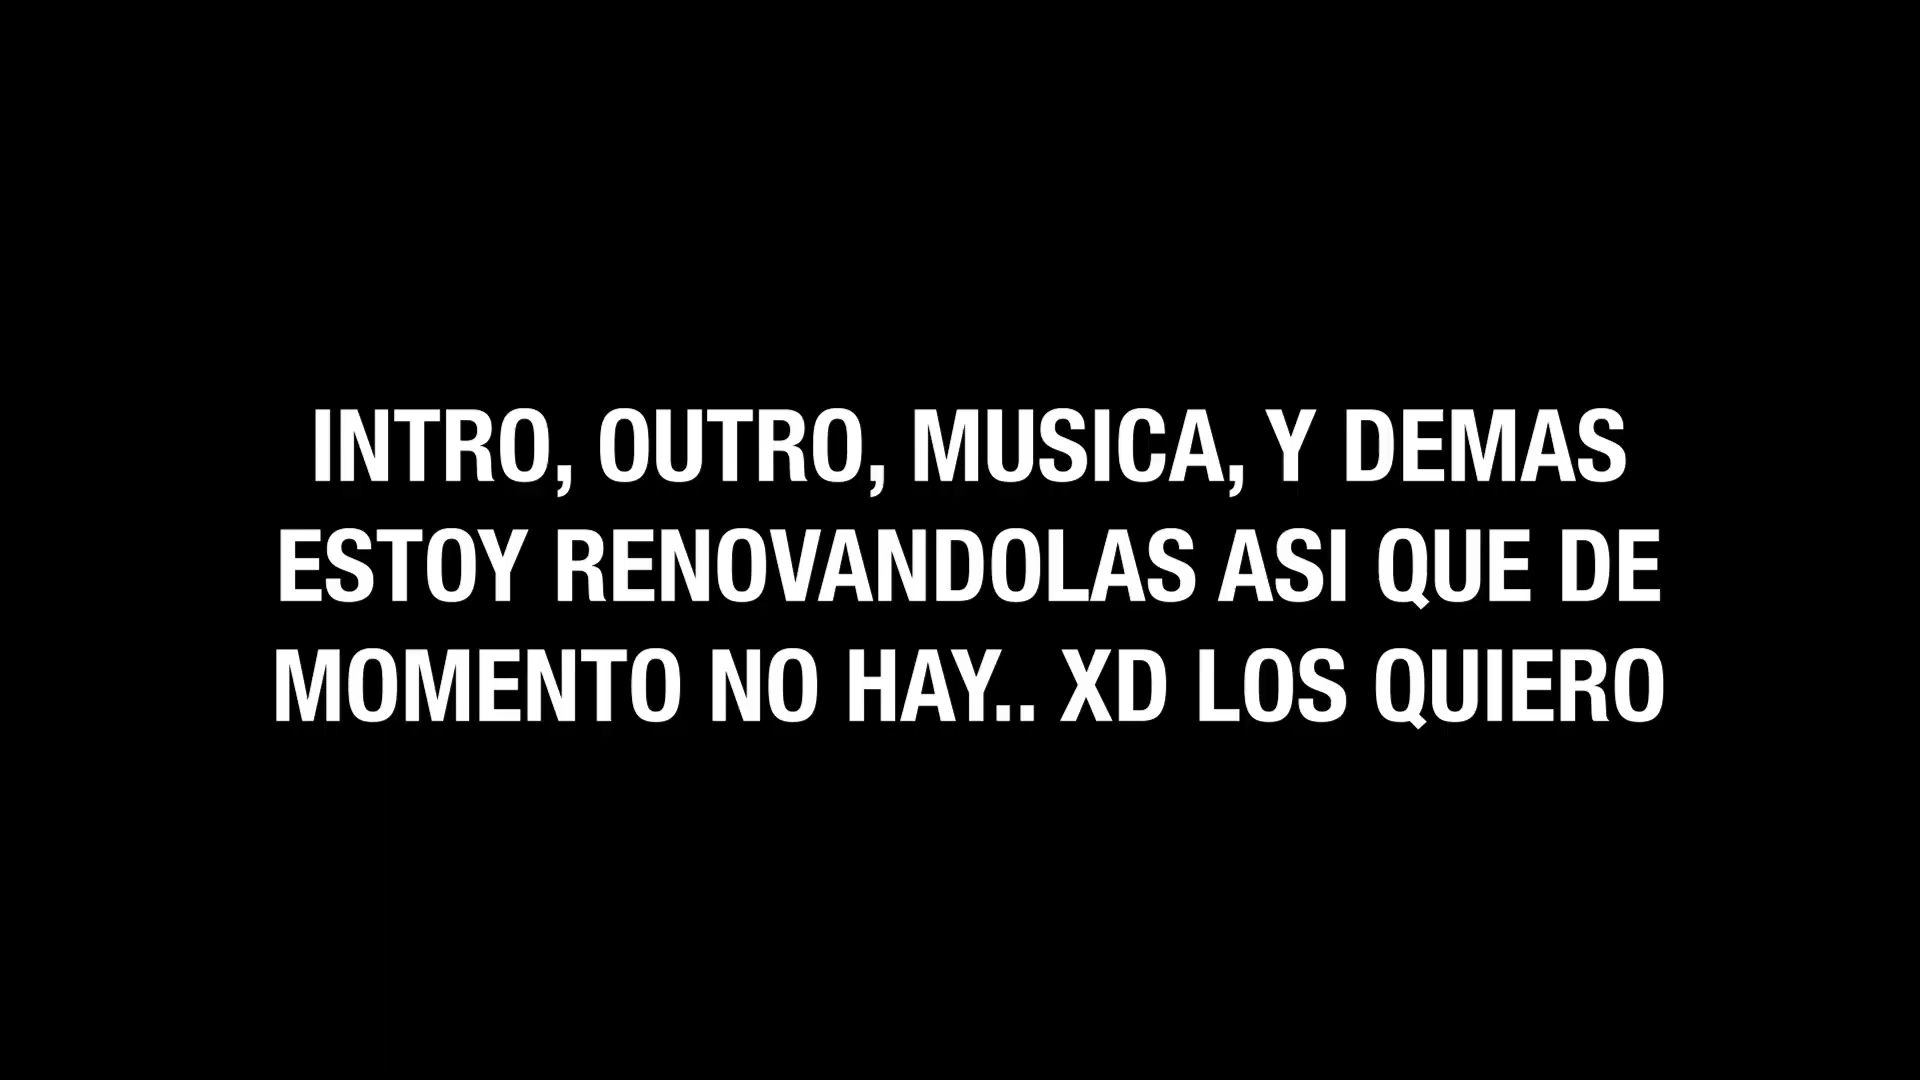 INTRO, OUTRO, MUSICA, Y DEMAS
ESTOY RENOVANDOLAS ASI QUE DE
MOMENTO NO HAY.. XD LOS QUIERO